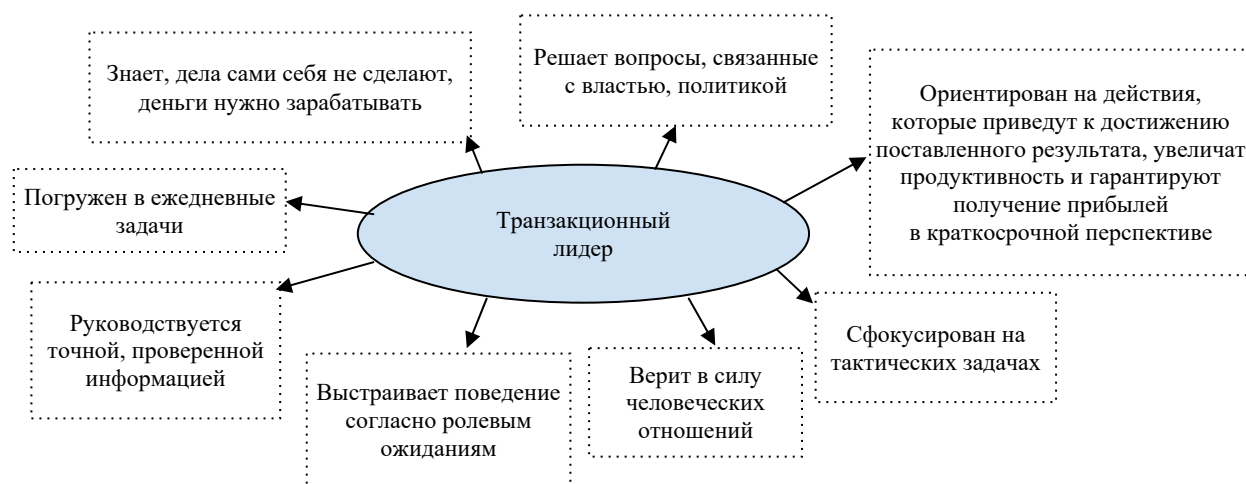 Знает, дела сами себя не сделают,
деньги нужно зарабатывать
Решает вопросы, связанные
с властью, политикой
Ориентирован на действия,
которые приведут к достижению
поставленного результата, увеличат
продуктивность и гарантируют
получение прибылей
в краткосрочной перспективе
Погружен в ежедневные
задачи
Транзакционный
лидер
Руководствуется
точной, проверенной
информацией
Выстраивает поведение
согласно ролевым
ожиданиям
Верит в силу
человеческих
отношений
Сфокусирован на
тактических задачах